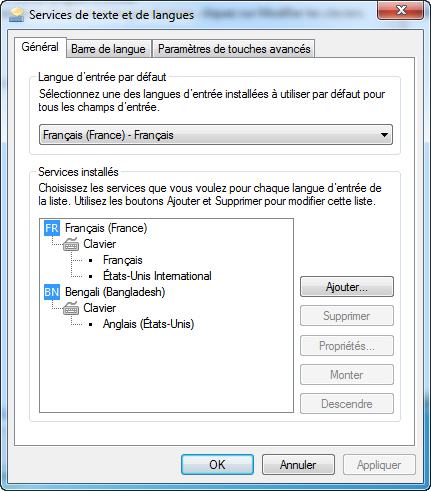 Services de texte et de langues
Général
Barre de langue
Paramètres de touches avancés
Langue d'entrée par défaut
Sélectionnez une des langues d'entrée installées à utiliser par défaut pour
tous les champs d'entrée.
Français (France) - Français
Services installés
Choisissez les services que vous voulez pour chaque langue d'entrée de
la liste. Utilisez les boutons Ajouter et Supprimer pour modifier cette liste.
FR Français (France)
Clavier
Français
États-Unis International
BN Bengali (Bangladesh)
Clavier
Anglais (États-Unis)
Ajouter...
Supprimer
Propriétés...
Monter
Descendre
OK
Annuler
Appliquer